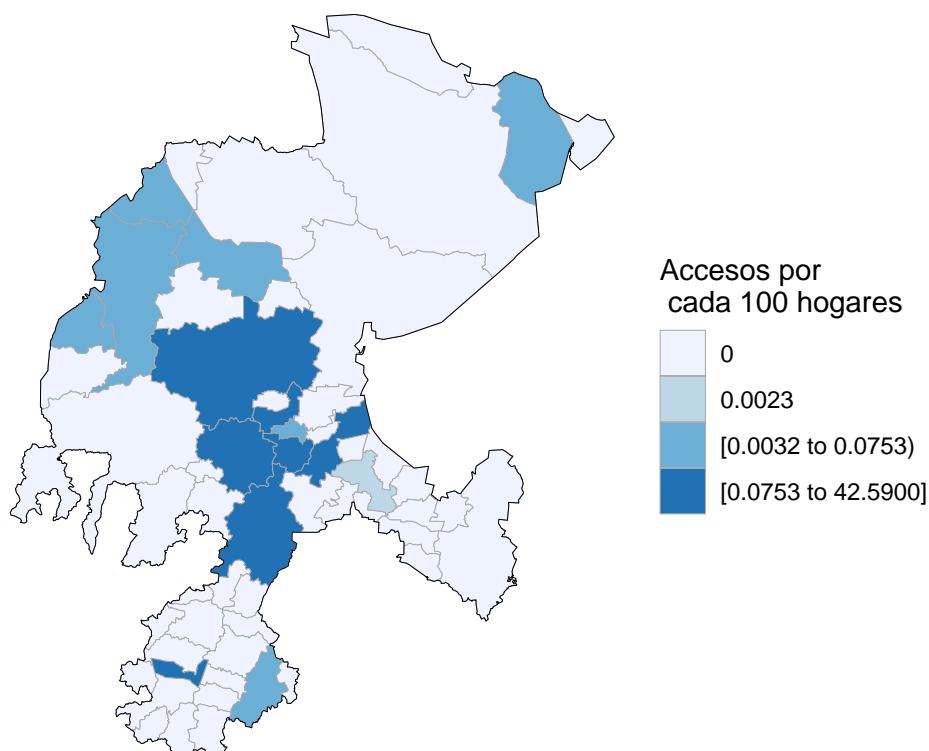 Accesos por
cada 100 hogares
0
0.0023
[0.0032 to 0.0753)
[0.0753 to 42.5900]